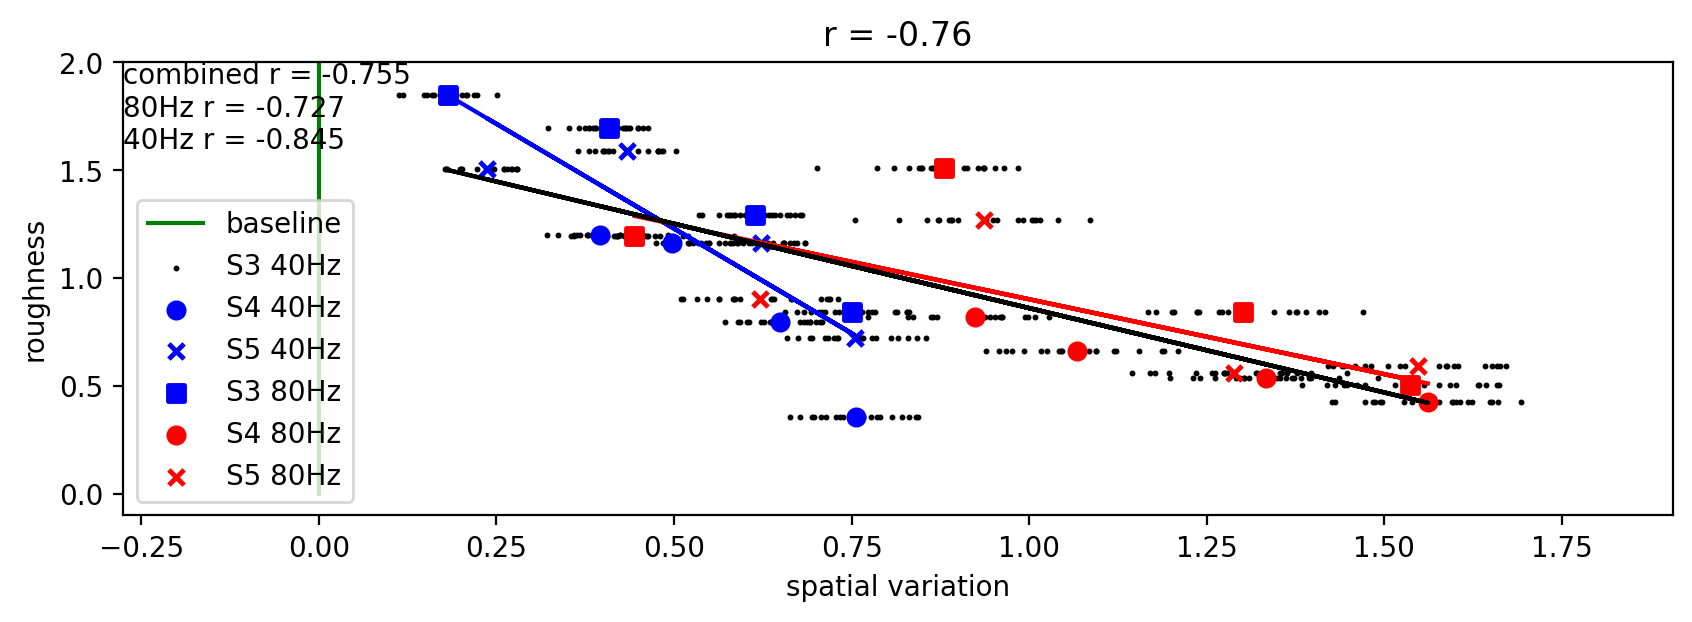 r = -0.76
combined r = -0.755
80Hz r = -0.727
40Hz r = -0.845
baseline
S3 40Hz
S4 40Hz
S5 40Hz
S3 80Hz
S4 80Hz
S5 80Hz
roughness
2.0
1.5
1.0
0.5
0.0
−0.25 0.00 0.25 0.50 0.75 1.00 1.25 1.50 1.75
spatial variation